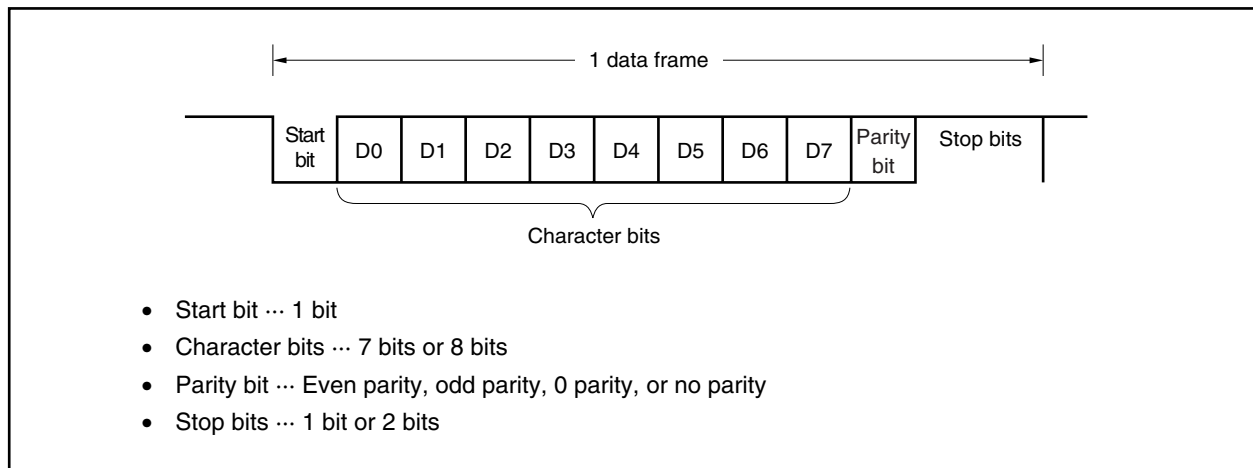 1 data frame
Start bit D0 D1 D2 D3 D4 D5 D6 D7 Parity bit Stop bits
Character bits
• Start bit ··· 1 bit
• Character bits ··· 7 bits or 8 bits
• Parity bit ··· Even parity, odd parity, 0 parity, or no parity
• Stop bits ··· 1 bit or 2 bits